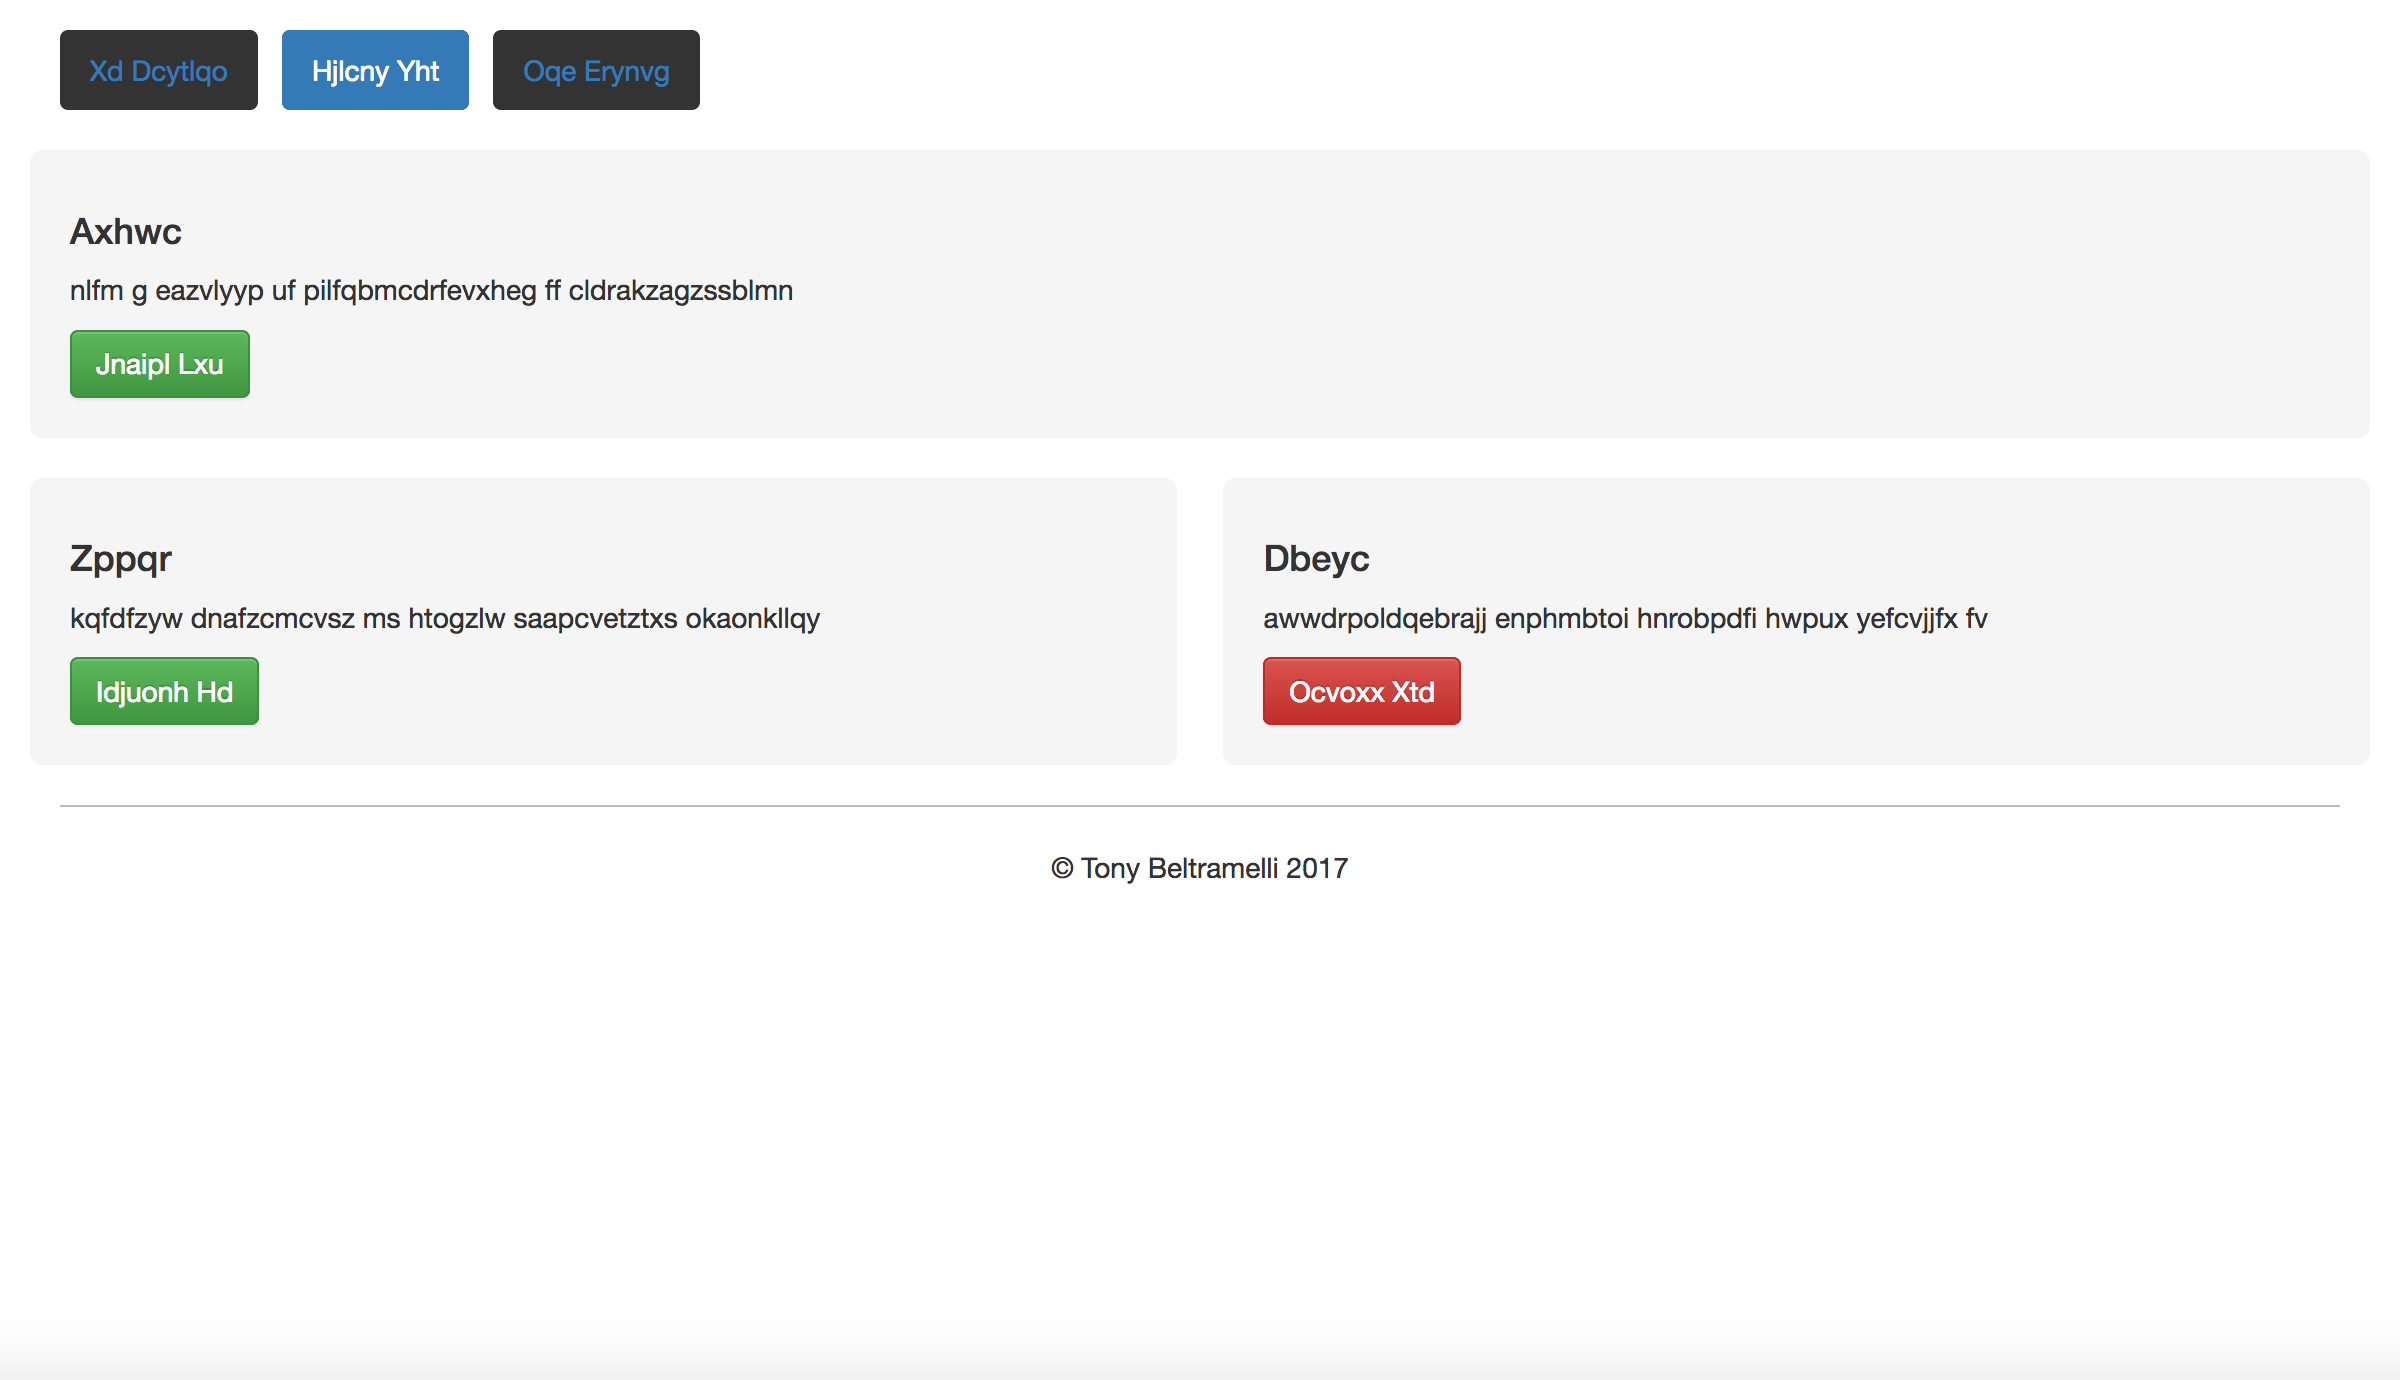 Xd Dcytlqo
Hjlcny Yht
Oqe Erynvg
Axhwc
nlfm g eazvlyyp uf pilfqbmcdrfevxheg ff cldrakzagzssblmn
Jnaipl Lxu
Zppqr
kqfdfzyw dnafzcmcvsz ms htogzlw saapcvetztxs okaonkllqy
Idjuonh Hd
Dbeyc
awwdrpoldqebrajj enphmbtoi hnrobpdfi hwpux yefcvjjfx fv
Ocvoxx Xtd
© Tony Beltramelli 2017